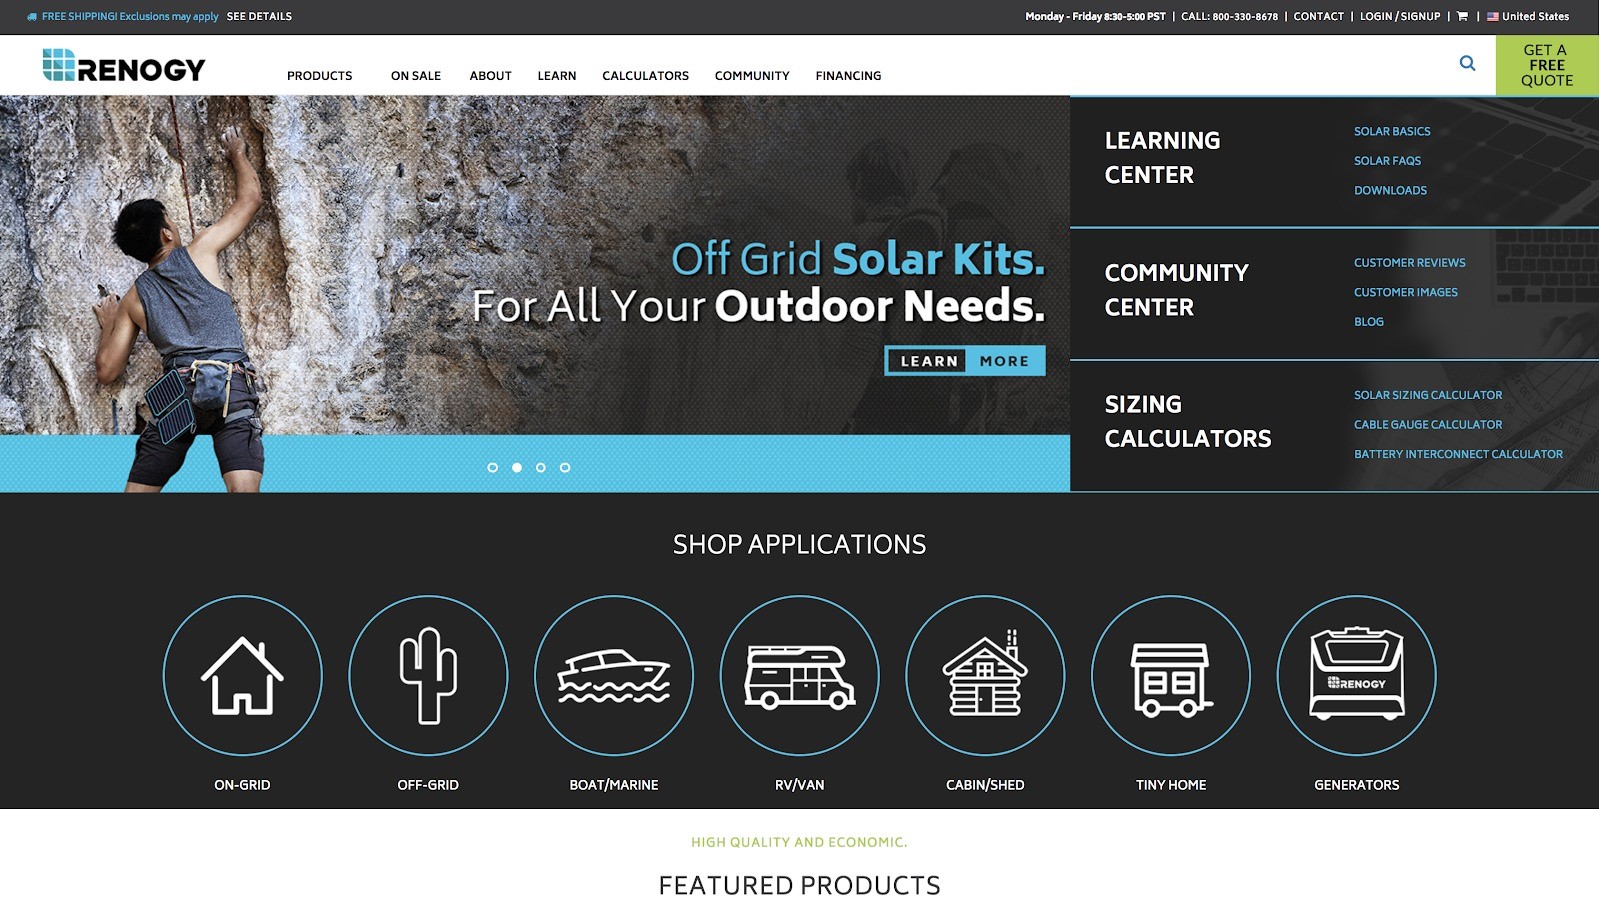 FREE SHIPPING! Exclusions may apply SEE DETAILS
Monday - Friday 8:30-5:00 PST | CALL: 800-330-8678 | CONTACT | LOGIN / SIGNUP | | United States
RENOGY
PRODUCTS ON SALE ABOUT LEARN CALCULATORS COMMUNITY FINANCING
GET A
FREE
QUOTE
Off Grid Solar Kits.
For All Your Outdoor Needs.
LEARN MORE
LEARNING
CENTER
SOLAR BASICS
SOLAR FAQS
DOWNLOADS
COMMUNITY
CENTER
CUSTOMER REVIEWS
CUSTOMER IMAGES
BLOG
SIZING
CALCULATORS
SOLAR SIZING CALCULATOR
CABLE GAUGE CALCULATOR
BATTERY INTERCONNECT CALCULATOR
SHOP APPLICATIONS
RENOGY
ON-GRID OFF-GRID BOAT/MARINE RV/VAN CABIN/SHED TINY HOME GENERATORS
HIGH QUALITY AND ECONOMIC.
FEATURED PRODUCTS